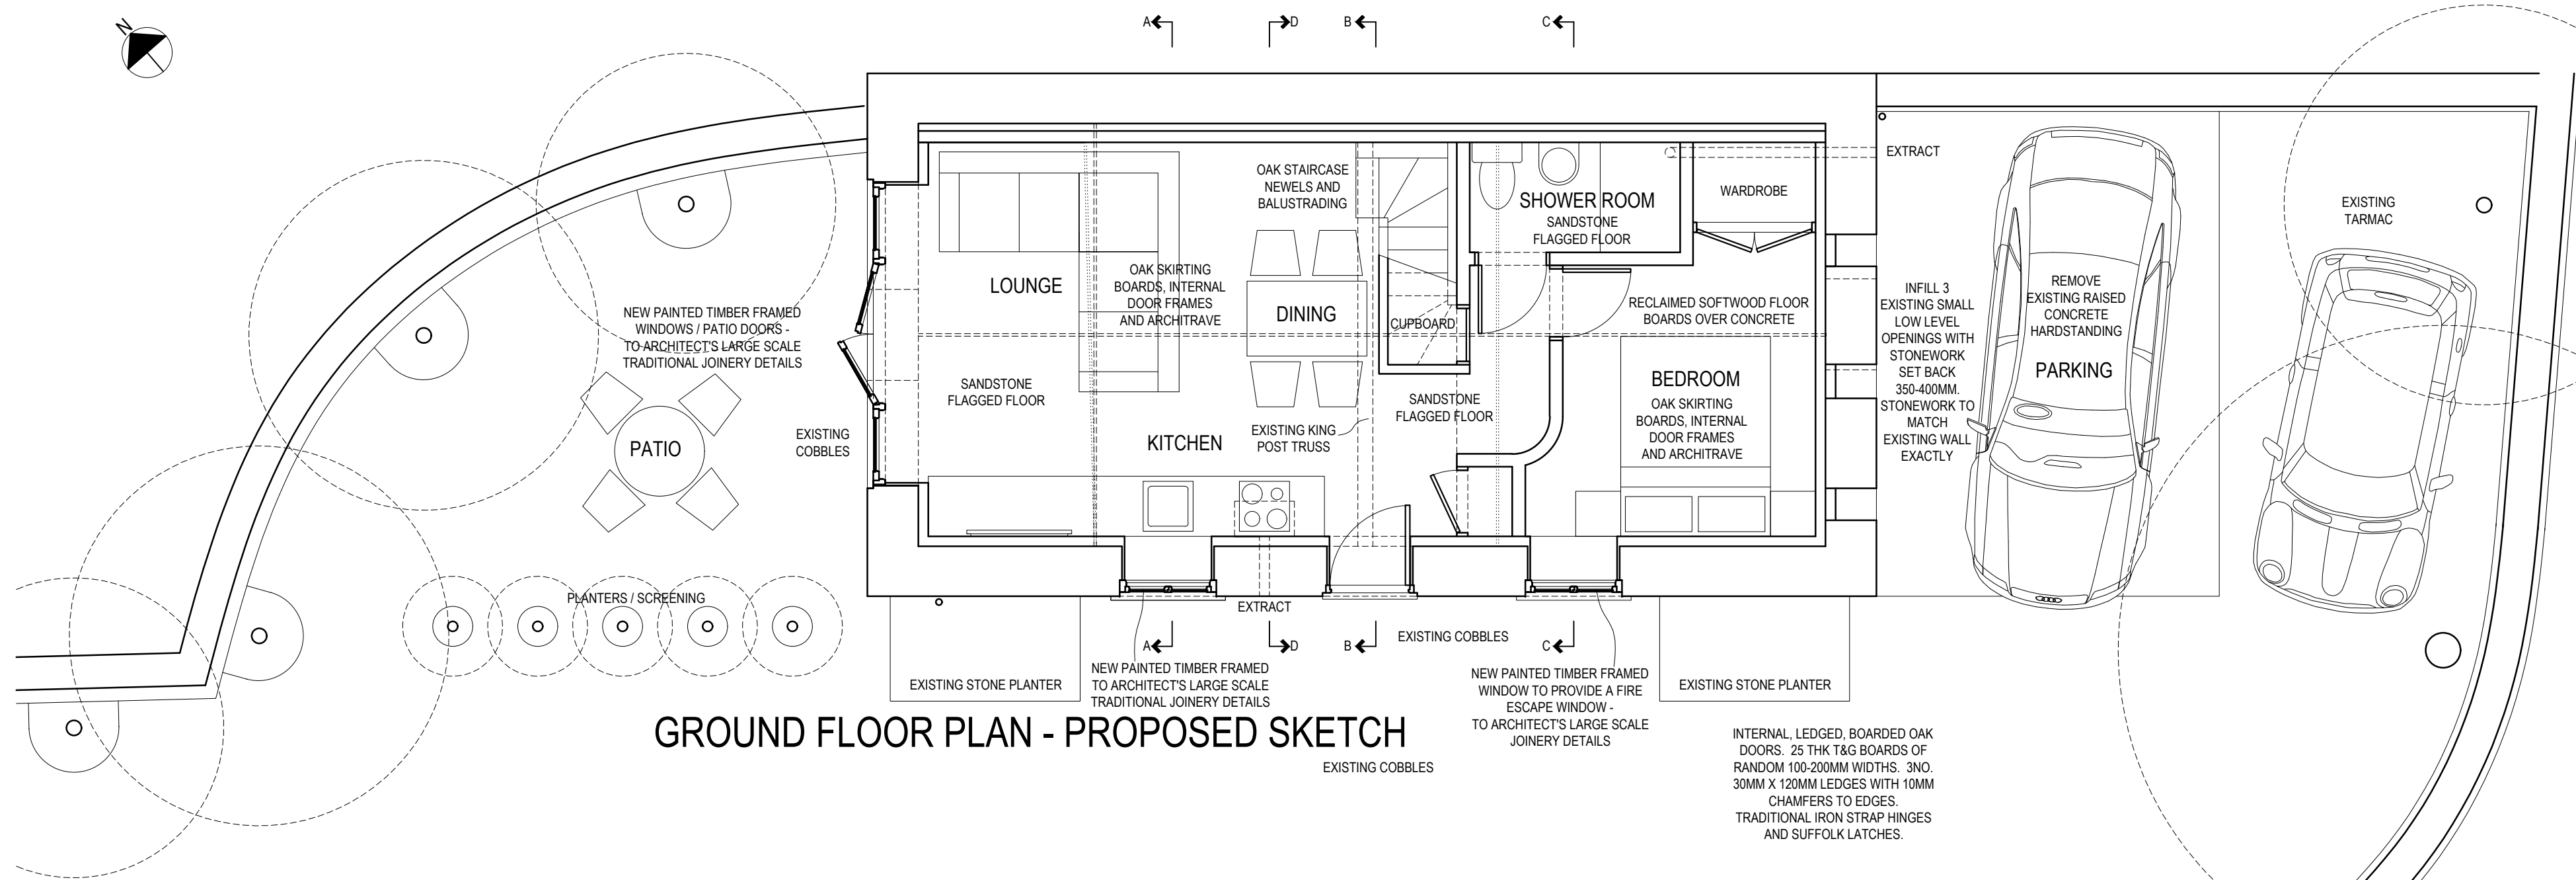 N
A
D
B
C
OAK STAIRCASE
NEWELS AND
BALUSTRADING
SHOWER ROOM
SANDSTONE
FLAGGED FLOOR
WARDROBE
EXTRACT
EXISTING
TARMAC
NEW PAINTED TIMBER FRAMED
WINDOWS / PATIO DOORS -
TO ARCHITECT'S LARGE SCALE
TRADITIONAL JOINERY DETAILS
LOUNGE
OAK SKIRTING
BOARDS, INTERNAL
DOOR FRAMES
AND ARCHITRAVE
DINING
CUPBOARD
RECLAIMED SOFTWOOD FLOOR
BOARDS OVER CONCRETE
INFILL 3
EXISTING SMALL
LOW LEVEL
OPENINGS WITH
STONEWORK
SET BACK
350-400MM.
STONEWORK TO
MATCH
EXISTING WALL
EXACTLY
REMOVE
EXISTING RAISED
CONCRETE
HARDSTANDING
PARKING
SANDSTONE
FLAGGED FLOOR
SANDSTONE
FLAGGED FLOOR
BEDROOM
OAK SKIRTING
BOARDS, INTERNAL
DOOR FRAMES
AND ARCHITRAVE
PATIO
EXISTING
COBBLES
KITCHEN
EXISTING KING
POST TRUSS
PLANTERS / SCREENING
EXTRACT
A
D
B
C
EXISTING COBBLES
EXISTING STONE PLANTER
NEW PAINTED TIMBER FRAMED
TO ARCHITECT'S LARGE SCALE
TRADITIONAL JOINERY DETAILS
NEW PAINTED TIMBER FRAMED
WINDOW TO PROVIDE A FIRE
ESCAPE WINDOW -
TO ARCHITECT'S LARGE SCALE
JOINERY DETAILS
EXISTING STONE PLANTER
GROUND FLOOR PLAN - PROPOSED SKETCH
EXISTING COBBLES
INTERNAL, LEDGED, BOARDED OAK
DOORS. 25 THK T&G BOARDS OF
RANDOM 100-200MM WIDTHS. 3NO.
30MM X 120MM LEDGES WITH 10MM
CHAMFERS TO EDGES.
TRADITIONAL IRON STRAP HINGES
AND SUFFOLK LATCHES.